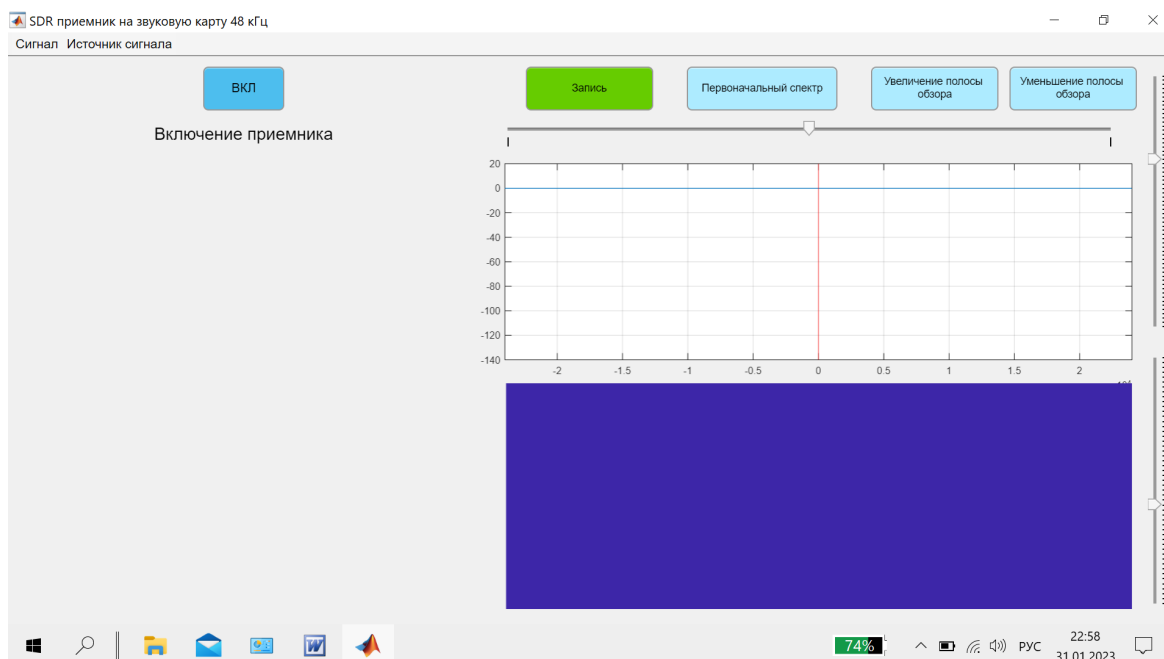 SDR приемник на звуковую карту 48 кГц
Сигнал Источник сигнала
ВКЛ
Включение приемника
Запись
Первоначальный спектр
Увеличение полосы
обзора
Уменьшение полосы
обзора
20
0
-20
-40
-60
-80
-100
-120
-140
-2 -1.5 -1 -0.5 0 0.5 1 1.5 2
74%
РУС
22:58
31.01.2023